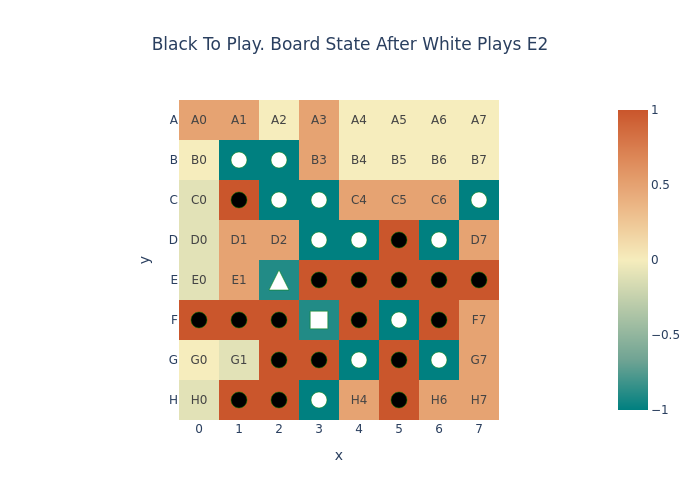 Black To Play. Board State After White Plays E2
A A0 A1 A2 A3 A4 A5 A6 A7
B B0 B3 B4 B5 B6 B7
C C0 C4 C5 C6
D D0 D1 D2 D7
E E0 E1
F F7
G G0 G1 G7
H H0 H4 H6 H7
0 1 2 3 4 5 6 7
x
y
1
0.5
0
−0.5
−1